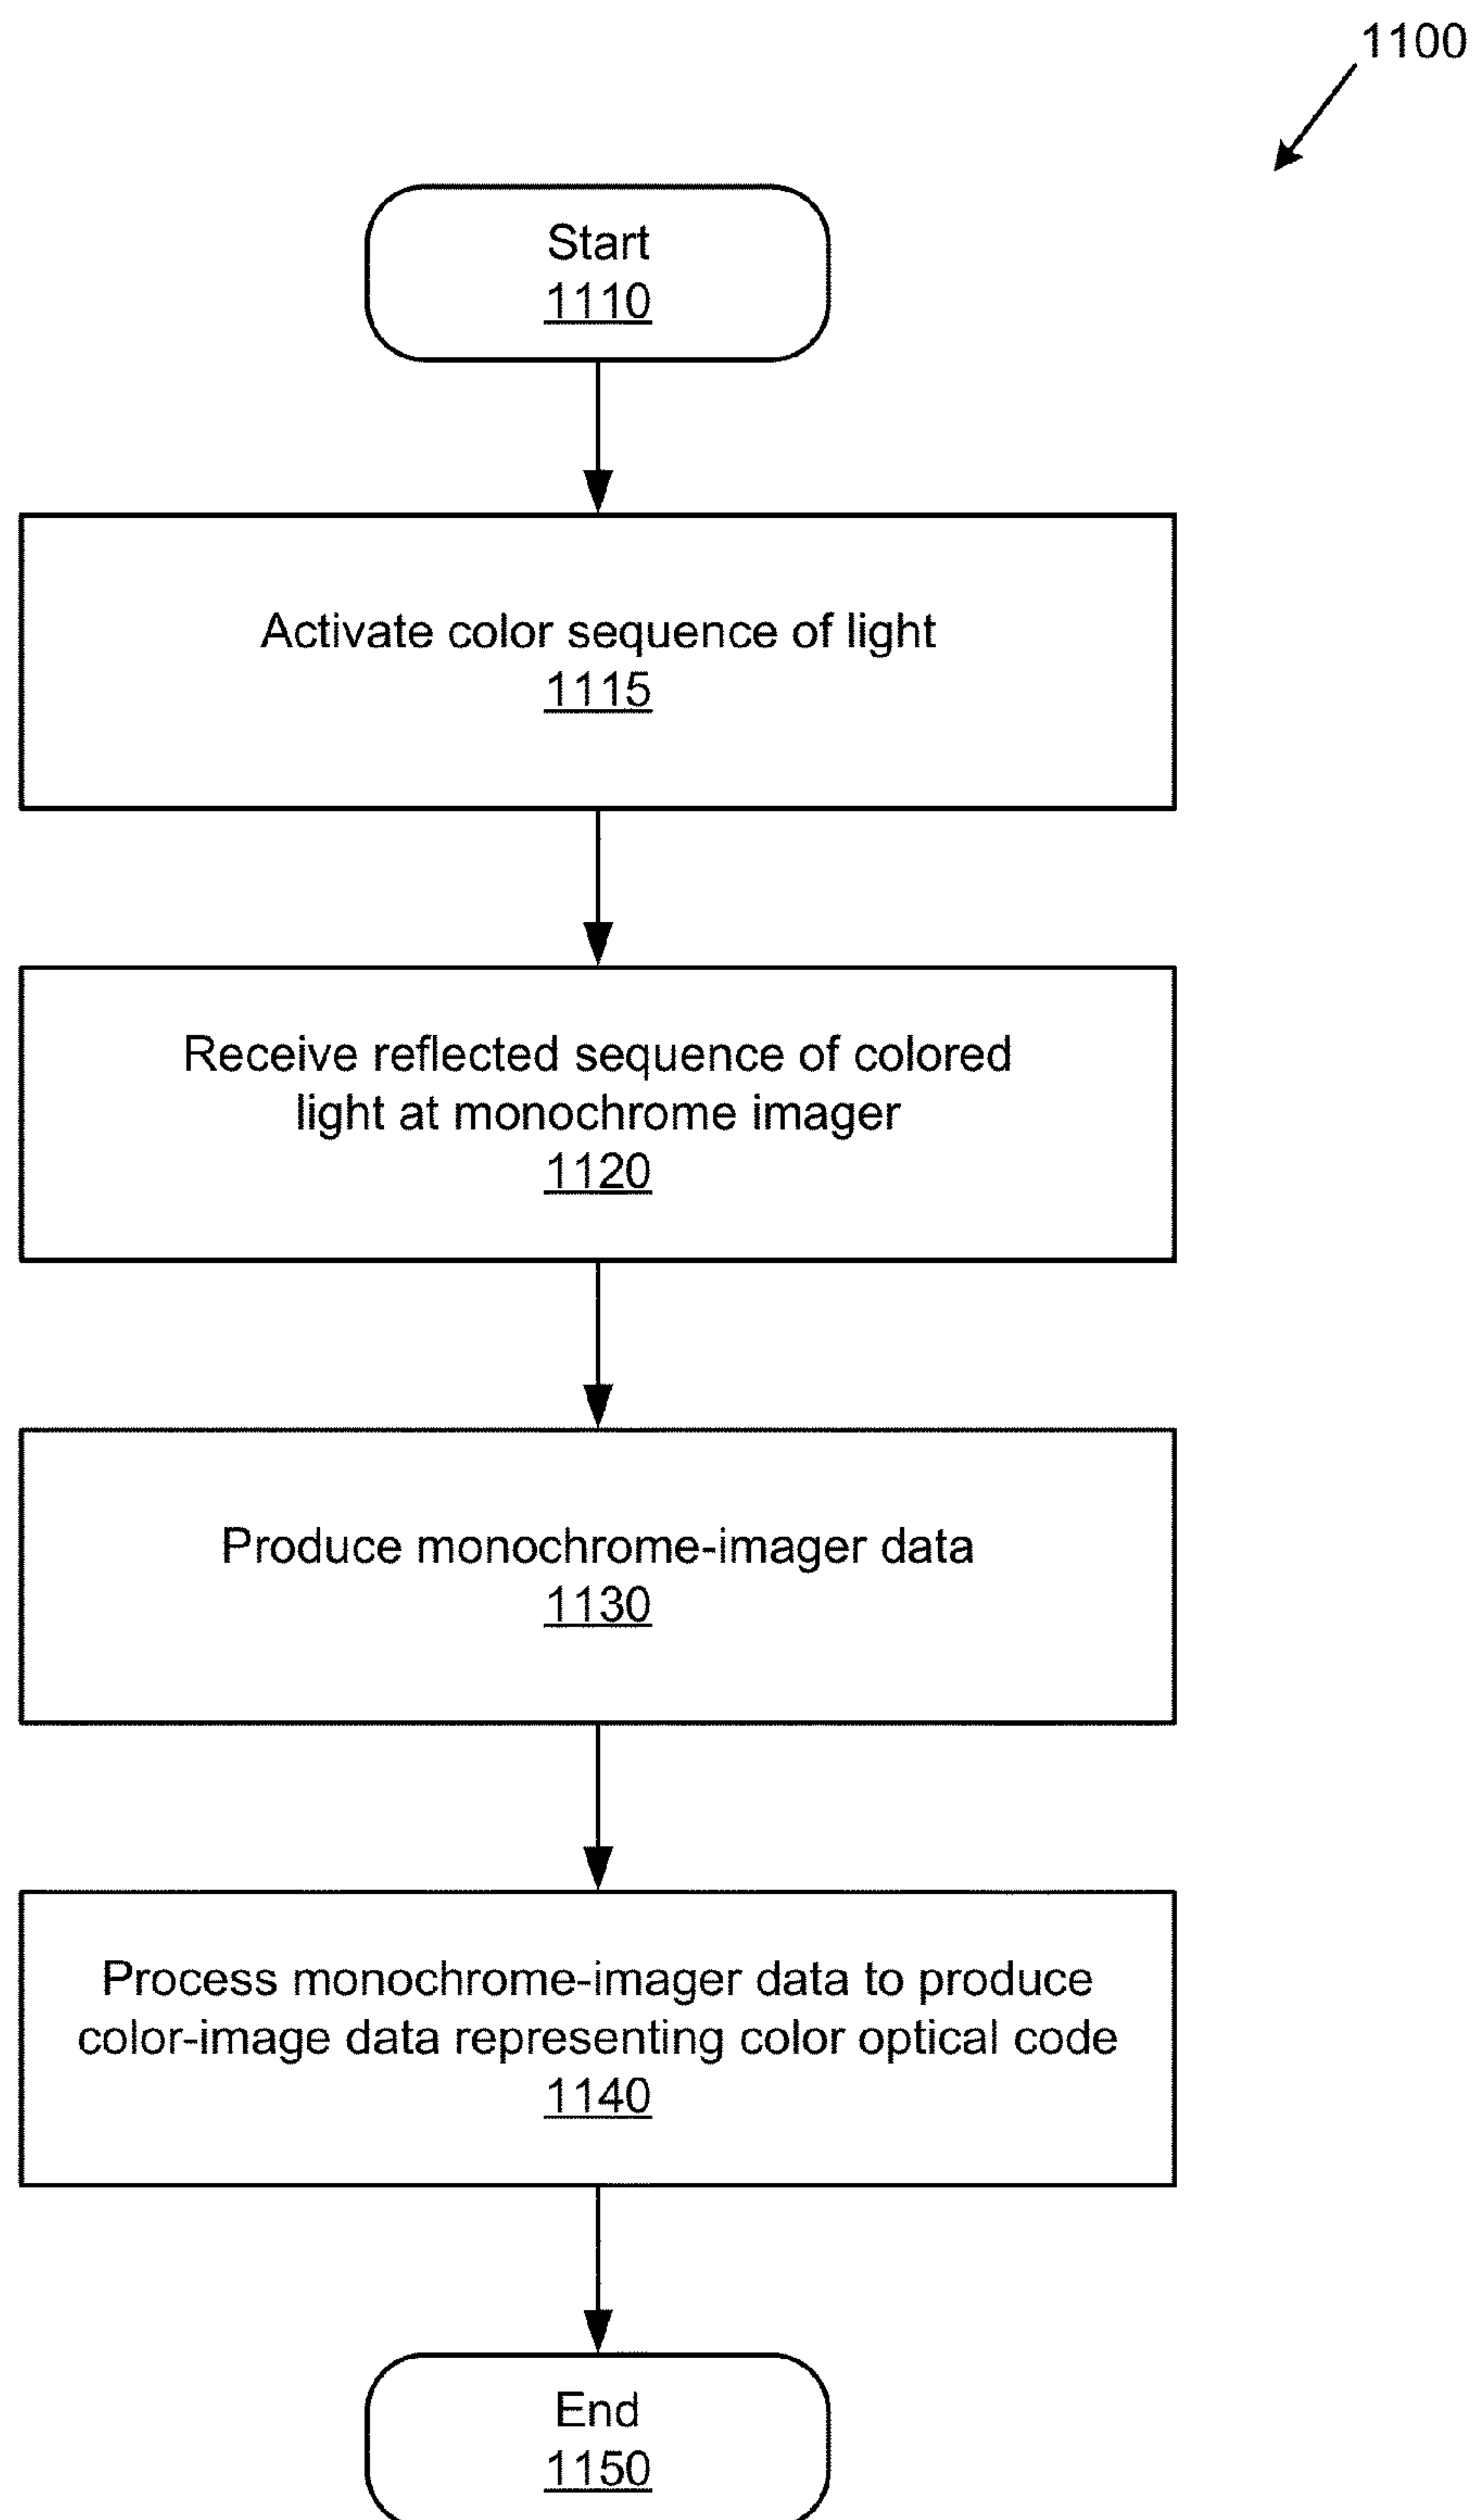 1100
Start
1110
Activate color sequence of light
1115
Receive reflected sequence of colored
light at monochrome imager
1120
Produce monochrome-imager data
1130
Process monochrome-imager data to produce
color-image data representing color optical code
1140
End
1150